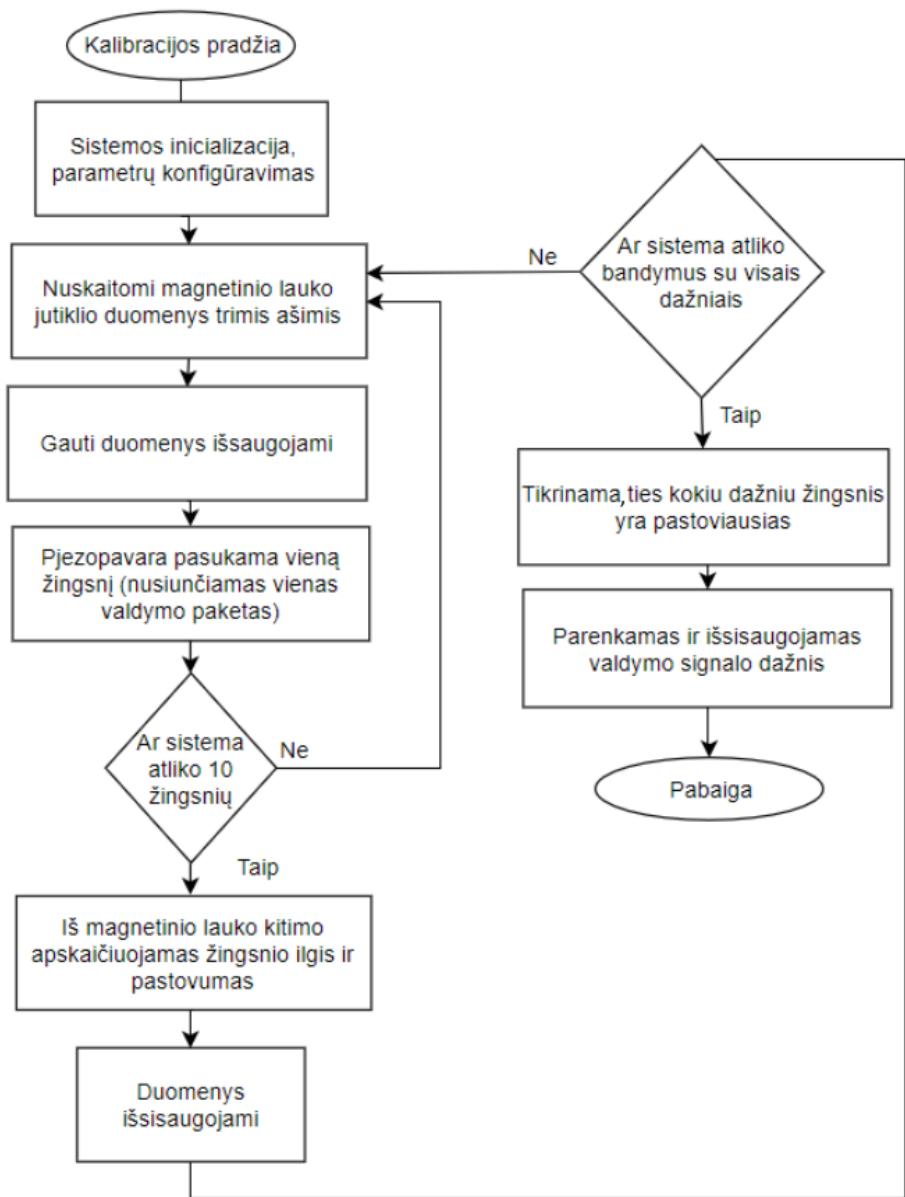 Kalibracijos pradžia
Sistemos inicializacija,
parametrų konfigūravimas
Nuskaitomi magnetinio lauko
jutiklio duomenys trimis ašimis
Gauti duomenys išsaugojami
Pjezopavara pasukama vieną
žingsnį (nusiunčiamas vienas
valdymo paketas)
Ar sistema
atliko 10
žingsnių
Ne
Taip
Iš magnetinio lauko kitimo
apskaičiuojamas žingsnio ilgis ir
pastovumas
Duomenys
išsisaugojami
Ar sistema atliko
bandymus su visais
dažniais
Ne
Taip
Tikrinama,ties kokiu dažniu žingsnis
yra pastoviausias
Parenkamas ir išsisaugojamas
valdymo signalo dažnis
Pabaiga